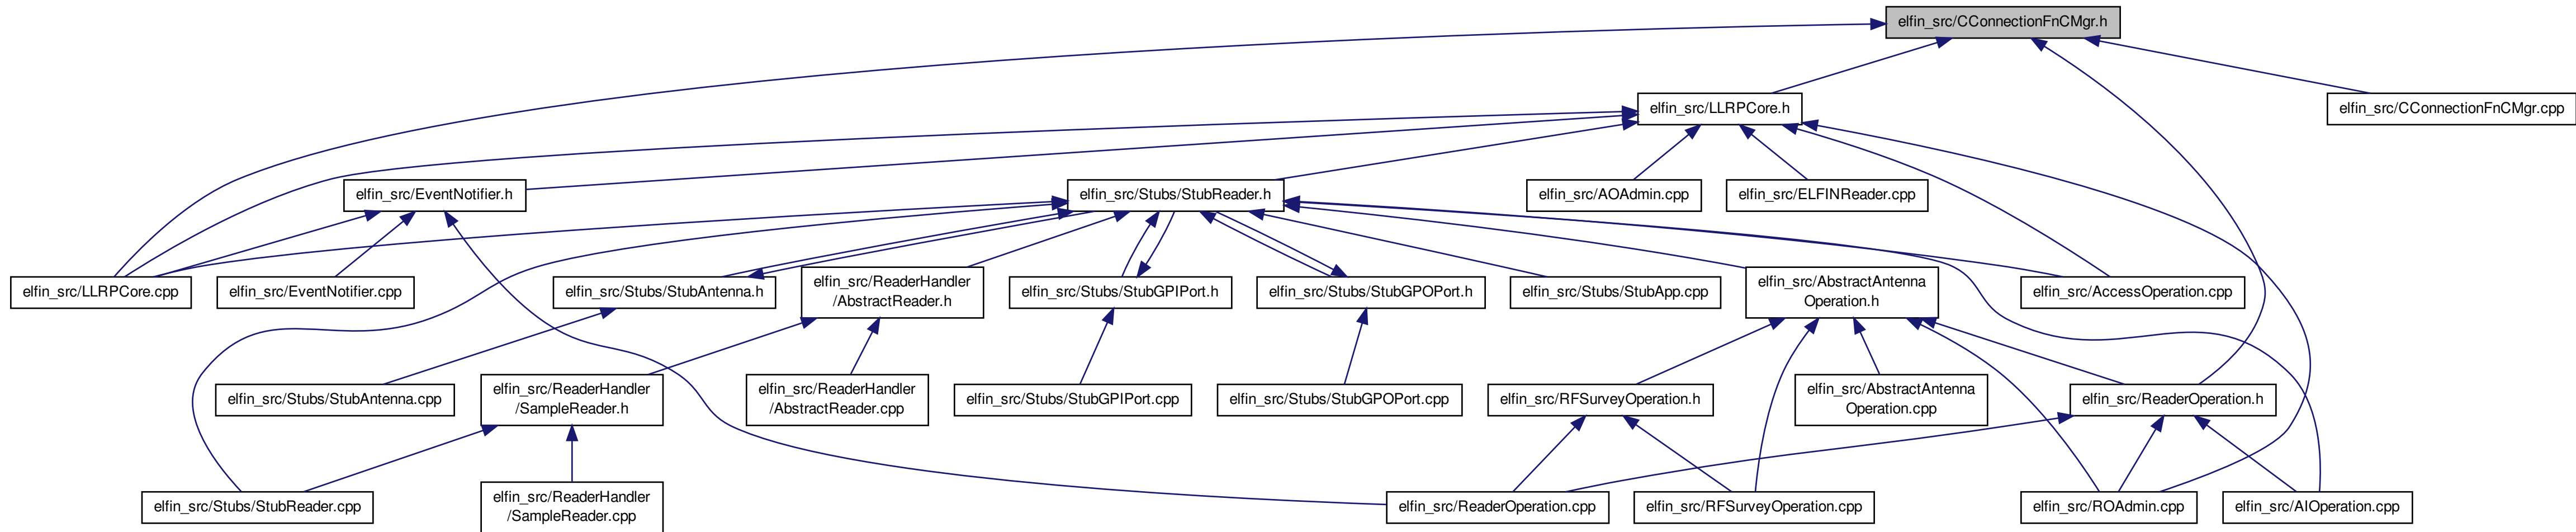 elfin_src/CConnectionFnCMgr.h
elfin_src/LLRPCore.h
elfin_src/CConnectionFnCMgr.cpp
elfin_src/EventNotifier.h
elfin_src/Stubs/StubReader.h
elfin_src/AOAdmin.cpp
elfin_src/ELFINReader.cpp
elfin_src/LLRPCore.cpp
elfin_src/EventNotifier.cpp
elfin_src/Stubs/StubAntenna.h
elfin_src/ReaderHandler
/AbstractReader.h
elfin_src/Stubs/StubGPIPort.h
elfin_src/Stubs/StubGPOPort.h
elfin_src/Stubs/StubApp.cpp
elfin_src/AbstractAntenna
Operation.h
elfin_src/AccessOperation.cpp
elfin_src/Stubs/StubAntenna.cpp
elfin_src/ReaderHandler
/SampleReader.h
elfin_src/ReaderHandler
/AbstractReader.cpp
elfin_src/Stubs/StubGPIPort.cpp
elfin_src/Stubs/StubGPOPort.cpp
elfin_src/RFSurveyOperation.h
elfin_src/AbstractAntenna
Operation.cpp
elfin_src/ReaderOperation.h
elfin_src/Stubs/StubReader.cpp
elfin_src/ReaderHandler
/SampleReader.cpp
elfin_src/ReaderOperation.cpp
elfin_src/RFSurveyOperation.cpp
elfin_src/ROAdmin.cpp
elfin_src/AIOperation.cpp